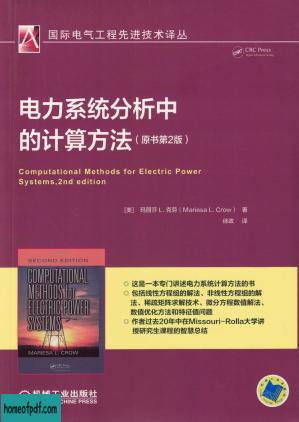 国际电气工程先进技术译丛
CRC Press
电力系统分析中
的计算方法(原书第2版)
Computational Methods for Electric Power
Systems,2nd edition
[美] 玛丽莎 L. 克劳(Mariesa L. Crow) 著
徐政 译
SECOND EDITION
COMPUTATIONAL
METHODS FOR
ELECTRIC POWER
SYSTEMS
MARIESA L. CROW
• 这是一本专门讲述电力系统计算方法的书
• 包括线性方程组的解法、非线性方程组的解
法、稀疏矩阵求解技术、微分方程数值解法、
数值优化方法和特征值问题
• 作者过去20年中在Missouri-Rolla大学讲
授研究生课程的智慧总结
机械工业出版社
CHINA MACHINE PRESS
homeofpdf.com
homeofpdf.com